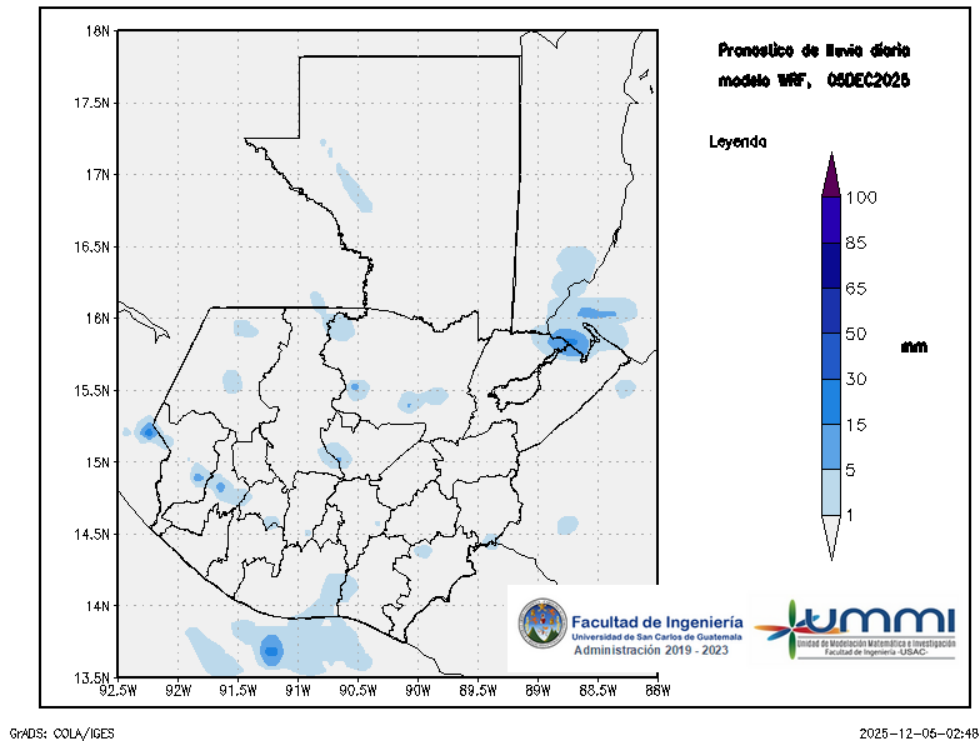 Pronostico de lluvia diaria
modelo WRF, 05DEC2025
Leyenda
100
85
65
50
30
15
5
1
mm
18N
17.5N
17N
16.5N
16N
15.5N
15N
14.5N
14N
13.5N
92.5W
92W
91.5W
91W
90.5W
90W
89.5W
89W
88.5W
88W
Facultad de Ingeniería
Universidad de San Carlos de Guatemala
Administración 2019 - 2023
UMMI
Unidad de Modelación Matemática e Investigación
Facultad de Ingeniería -USAC-
GrADS: COLA/IGES
2025-12-05-02:48